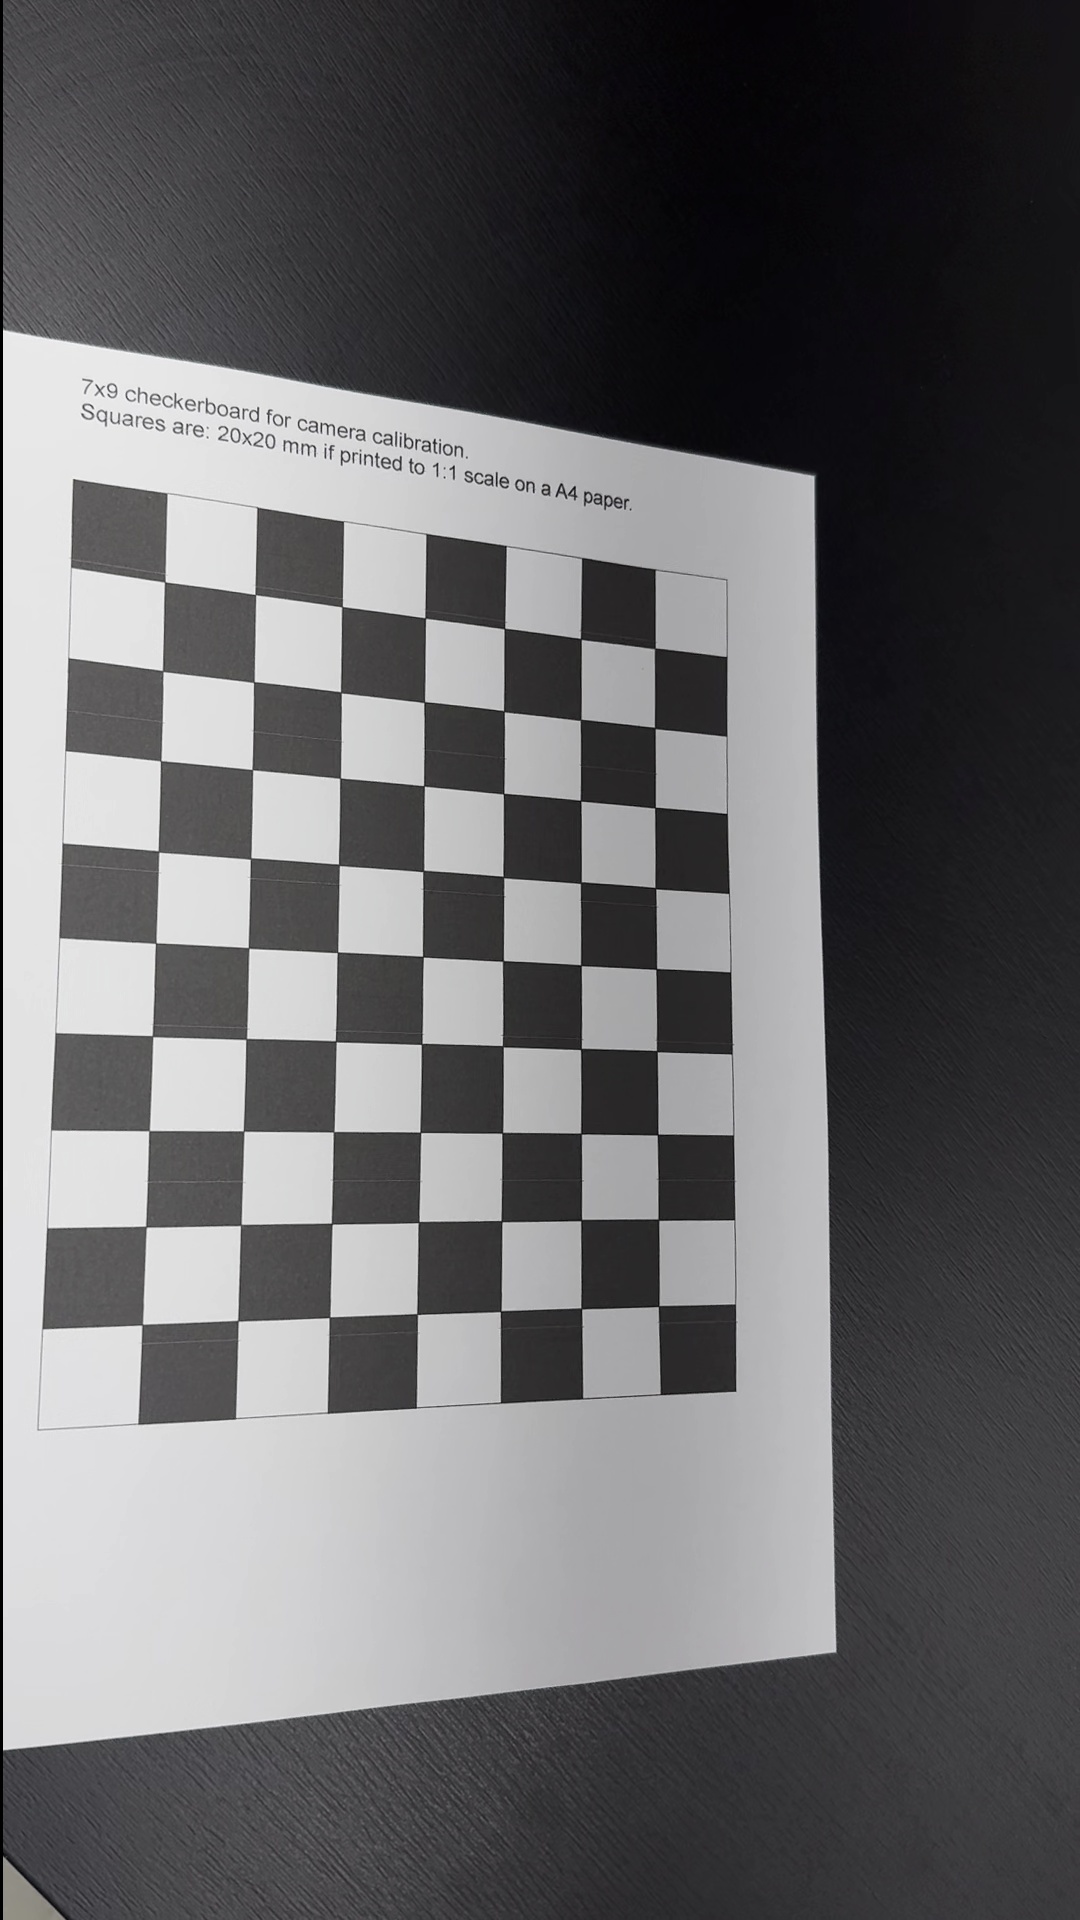 7x9 checkerboard for camera calibration.
Squares are: 20x20 mm if printed to 1:1 scale on a A4 paper.